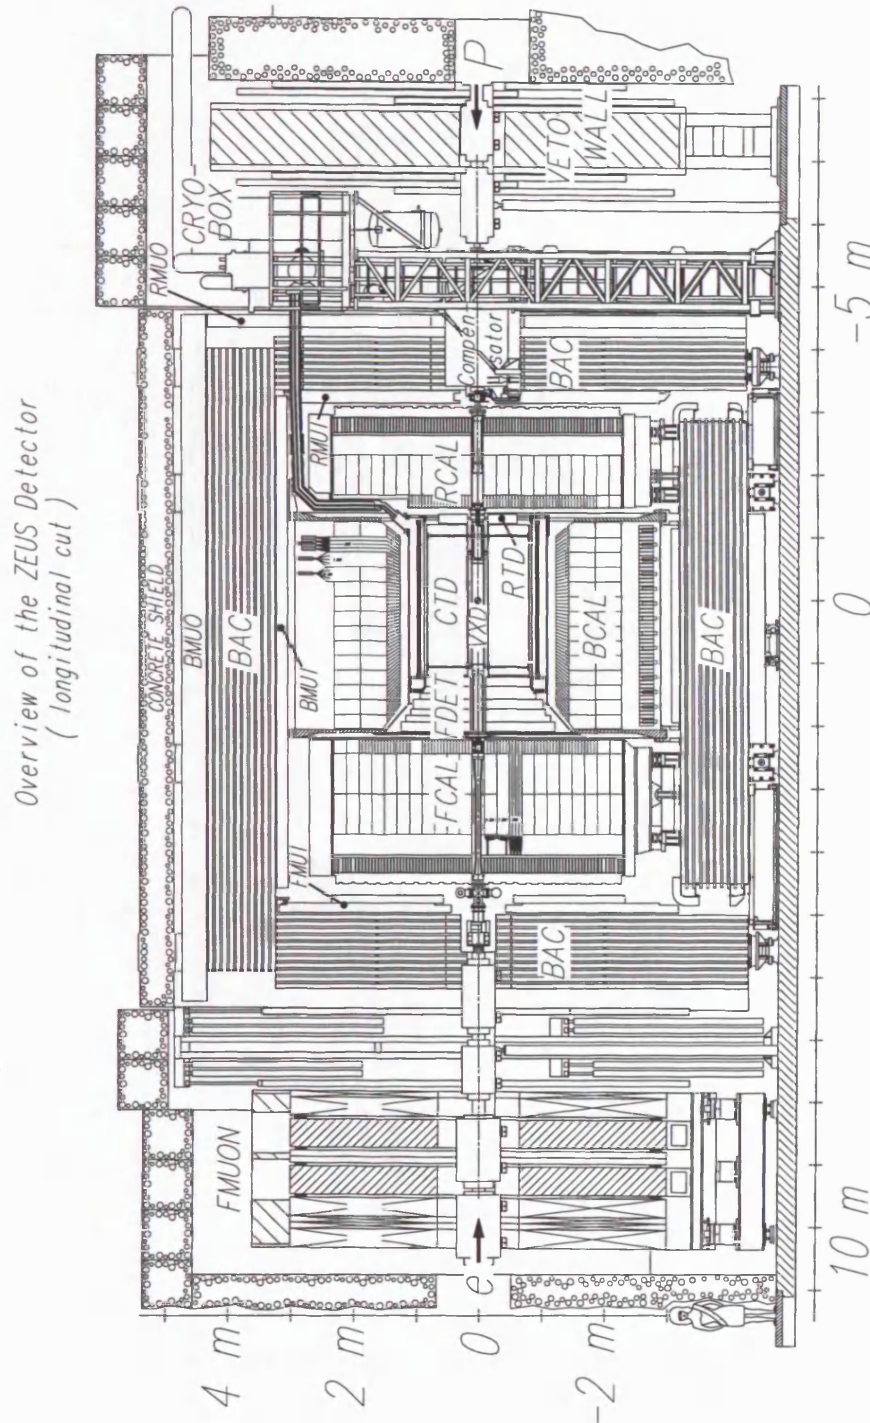 Overview of the ZEUS Detector
( longitudinal cut )
CONCRETE SHIELD
BMUO
BAC
BMUI
FMUON
FMUI
RMUI
RMUO
CRYO-
BOX
VETO
WALL
Compen
sator
BAC
RCAL
RTD
CTD
VXD
FDET
FCAL
BCAL
BAC
BAC
e
p
4 m
2 m
0
-2 m
10 m
0
-5 m